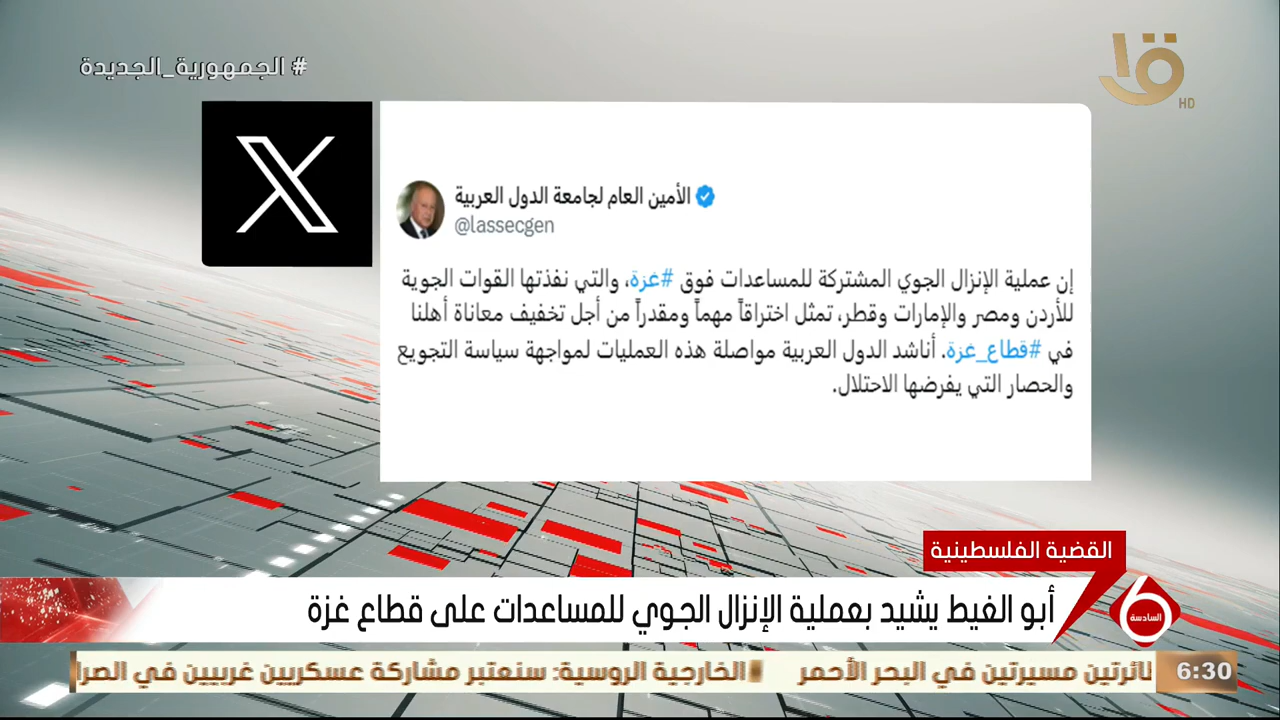 # الجمهورية_الجديدة
HD
الأمين العام لجامعة الدول العربية
@lassecgen
إن عملية الإنزال الجوي المشتركة للمساعدات فوق #غزة، والتي نفذتها القوات الجوية
للأردن ومصر والإمارات وقطر، تمثل اختراقاً مهماً ومقدراً من أجل تخفيف معاناة أهلنا
في #قطاع_غزة. أناشد الدول العربية مواصلة هذه العمليات لمواجهة سياسة التجويع
والحصار التي يفرضها الاحتلال.
القضية الفلسطينية
أبو الغيط يشيد بعملية الإنزال الجوي للمساعدات على قطاع غزة
السادسة
6:30
مسيرتين في البحر الأحمر
الخارجية الروسية: سنعتبر مشاركة عسكريين غربيين في